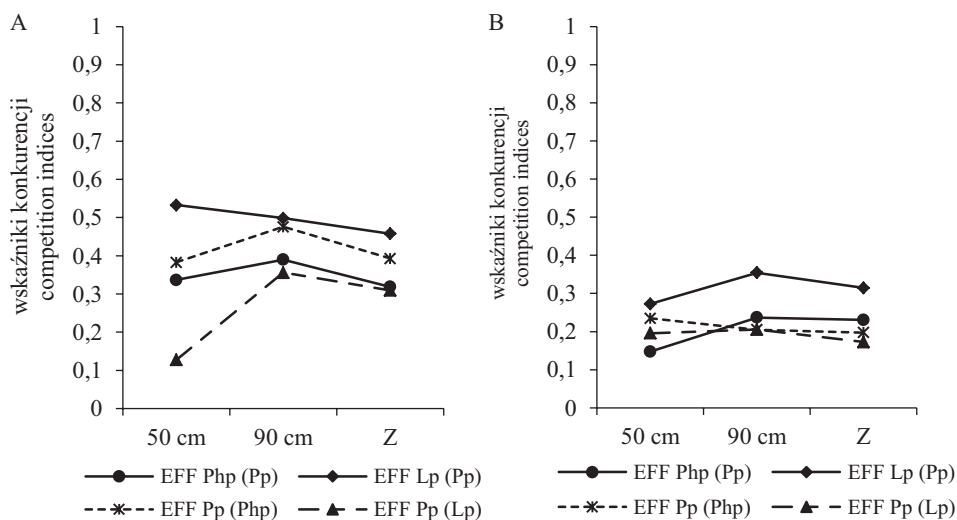 A
wskaźniki konkurencji
competition indices
1
0,9
0,8
0,7
0,6
0,5
0,4
0,3
0,2
0,1
0
50 cm 90 cm Z
EFF Php (Pp) EFF Lp (Pp)
EFF Pp (Php) EFF Pp (Lp)
B
wskaźniki konkurencji
competition indices
1
0,9
0,8
0,7
0,6
0,5
0,4
0,3
0,2
0,1
0
50 cm 90 cm Z
EFF Php (Pp) EFF Lp (Pp)
EFF Pp (Php) EFF Pp (Lp)